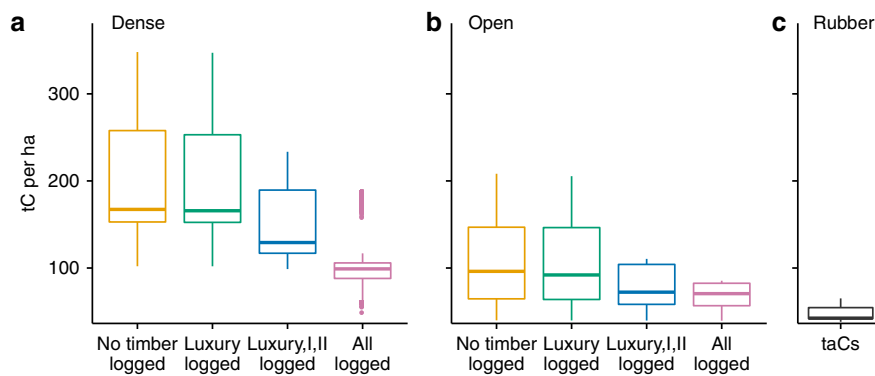 a Dense
b Open
c Rubber
tC per ha
300
200
100
No timber logged
Luxury logged
Luxury,I,II logged
All logged
No timber logged
Luxury logged
Luxury,I,II logged
All logged
taCs